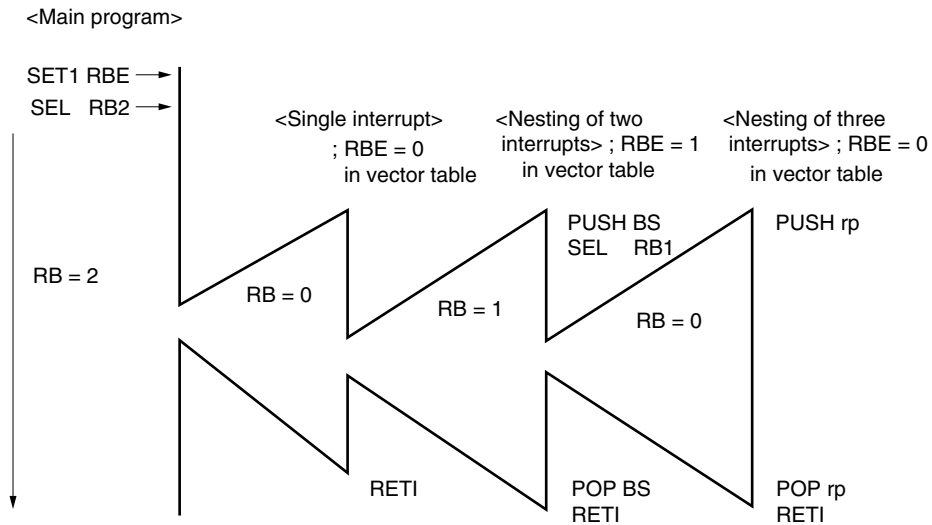 <Main program>
SET1 RBE
SEL RB2
<Single interrupt>
; RBE = 0
in vector table
<Nesting of two
interrupts> ; RBE = 1
in vector table
<Nesting of three
interrupts> ; RBE = 0
in vector table
PUSH BS
SEL RB1
PUSH rp
RB = 2
RB = 0
RB = 1
RB = 0
RETI
POP BS
RETI
POP rp
RETI